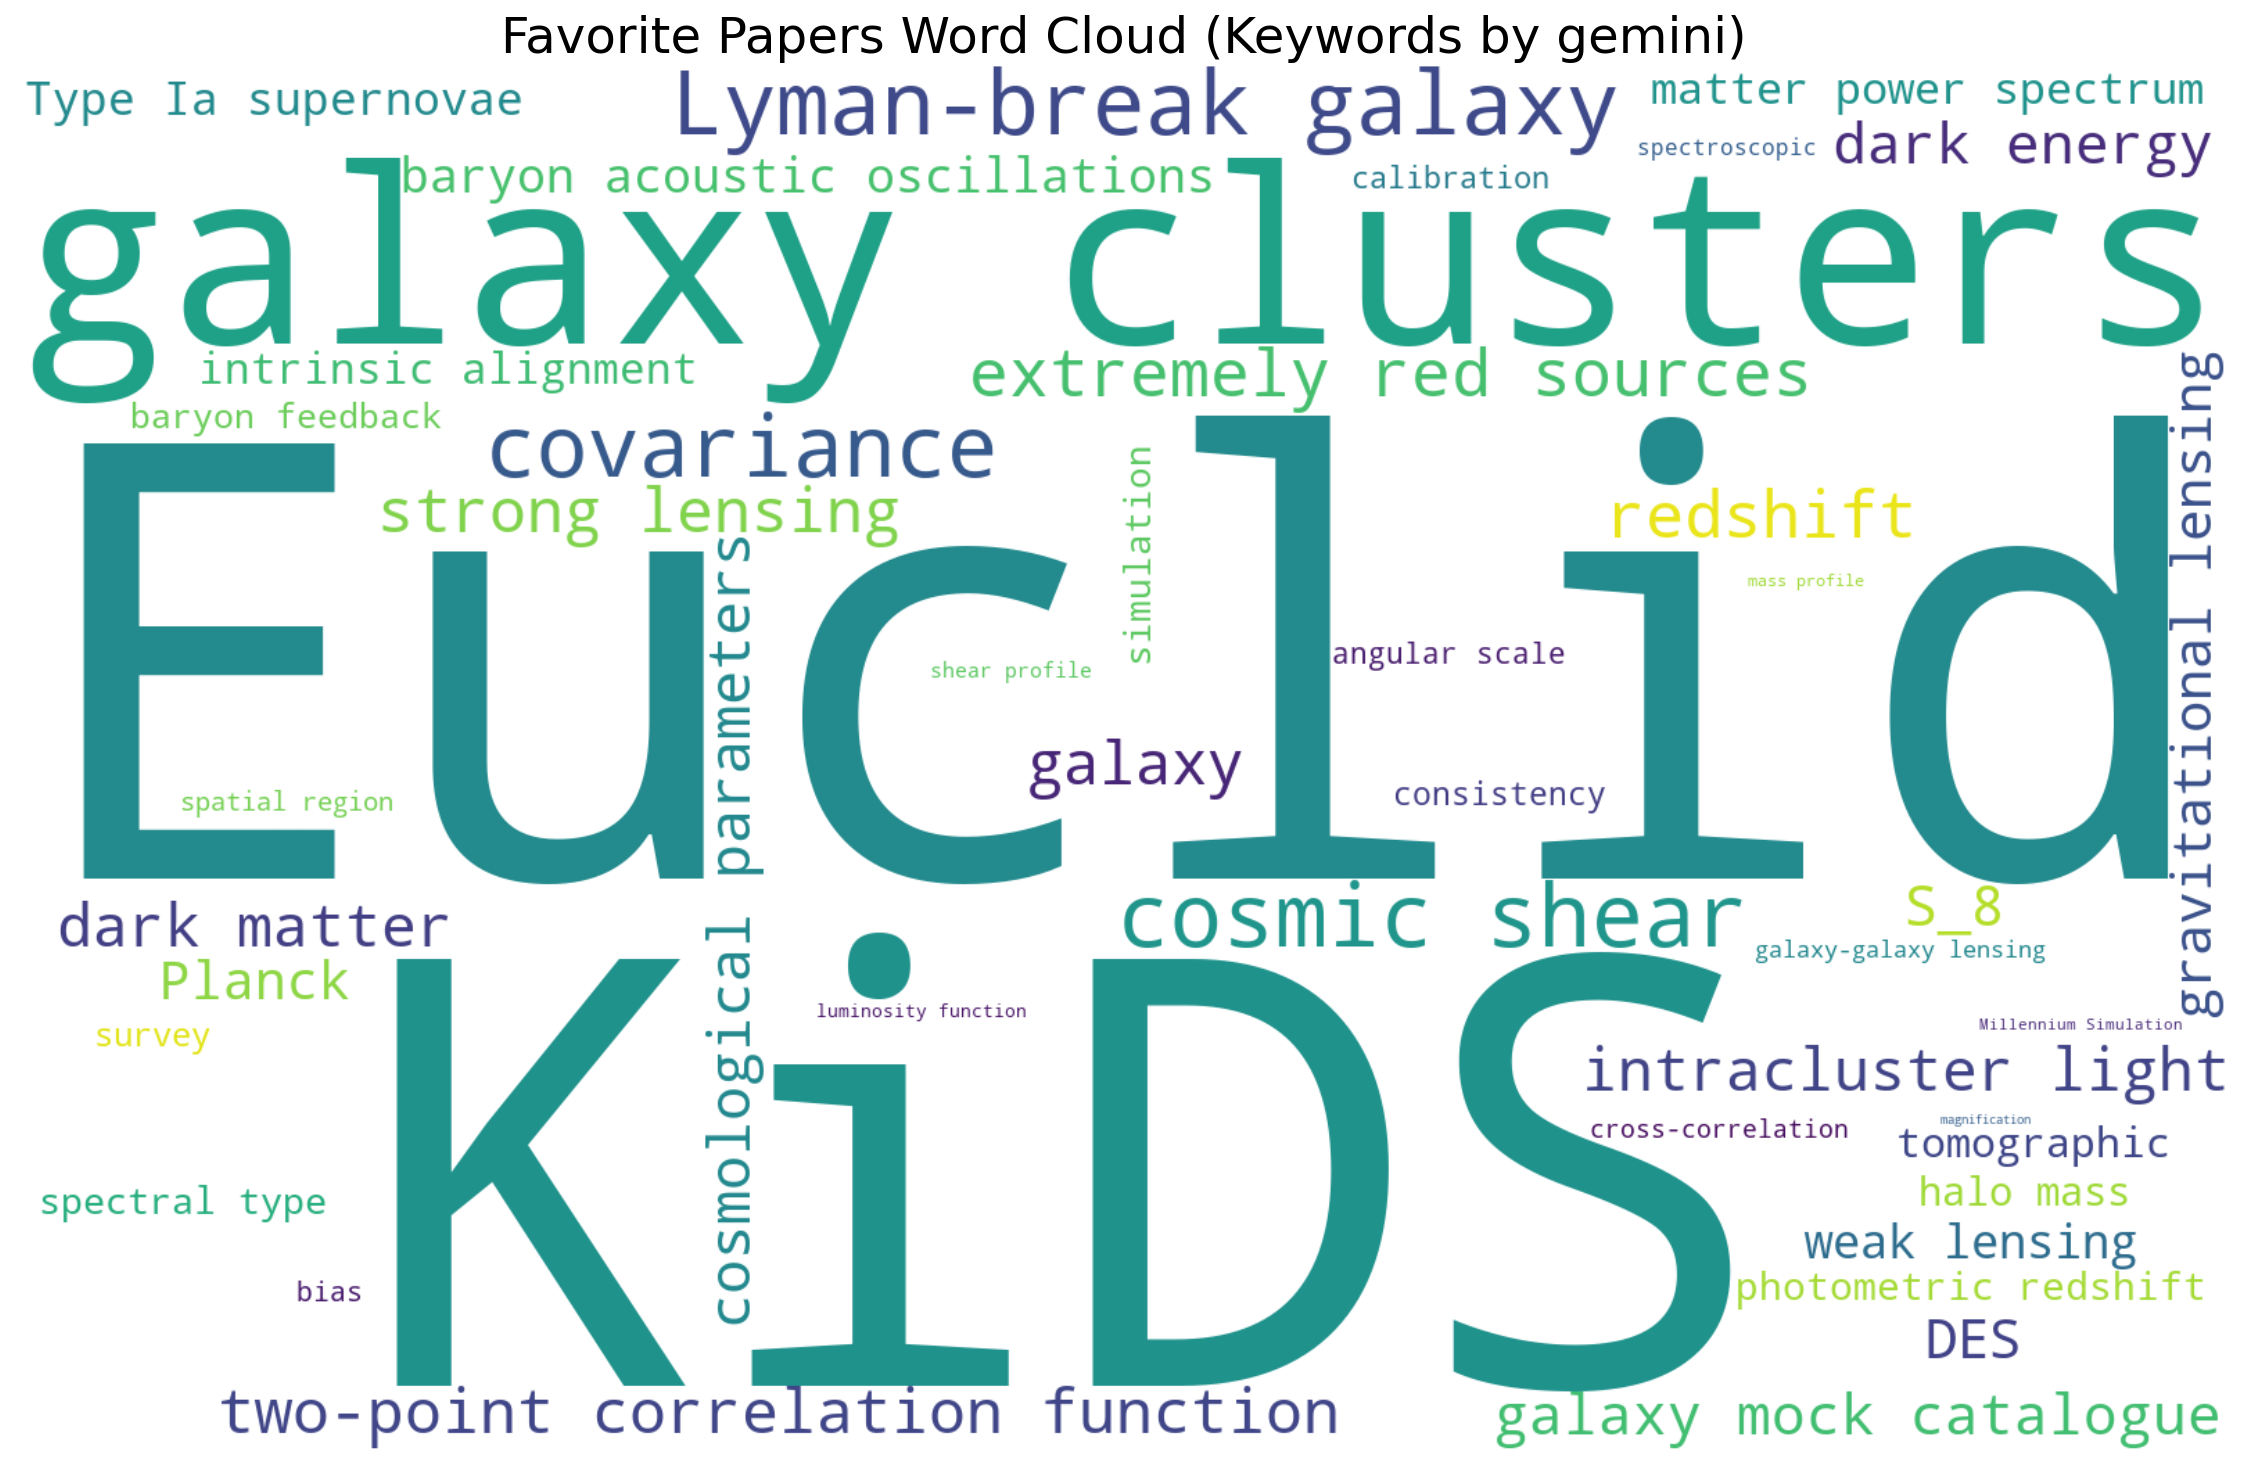 Favorite Papers Word Cloud (Keywords by gemini)
Type Ia supernovae
Lyman-break galaxy
matter power spectrum
spectroscopic
dark energy
baryon acoustic oscillations
calibration
galaxy clusters
intrinsic alignment
extremely red sources
baryon feedback
covariance
strong lensing
simulation
redshift
gravitational lensing
Euclid
mass profile
cosmological parameters
shear profile
angular scale
galaxy
consistency
spatial region
dark matter
cosmic shear
S_8
galaxy-galaxy lensing
Planck
KiDS
luminosity function
survey
Millennium Simulation
intracluster light
cross-correlation
magnification
tomographic
spectral type
halo mass
weak lensing
bias
photometric redshift
DES
two-point correlation function
galaxy mock catalogue